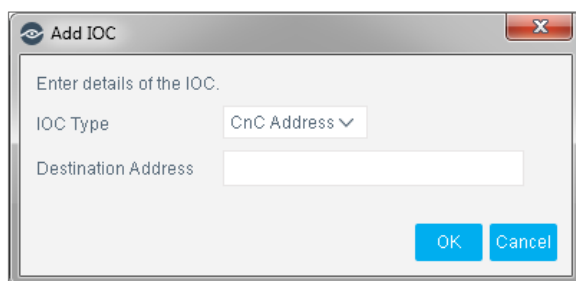 Add IOC
Enter details of the IOC.
IOC Type CnC Address
Destination Address
OK Cancel